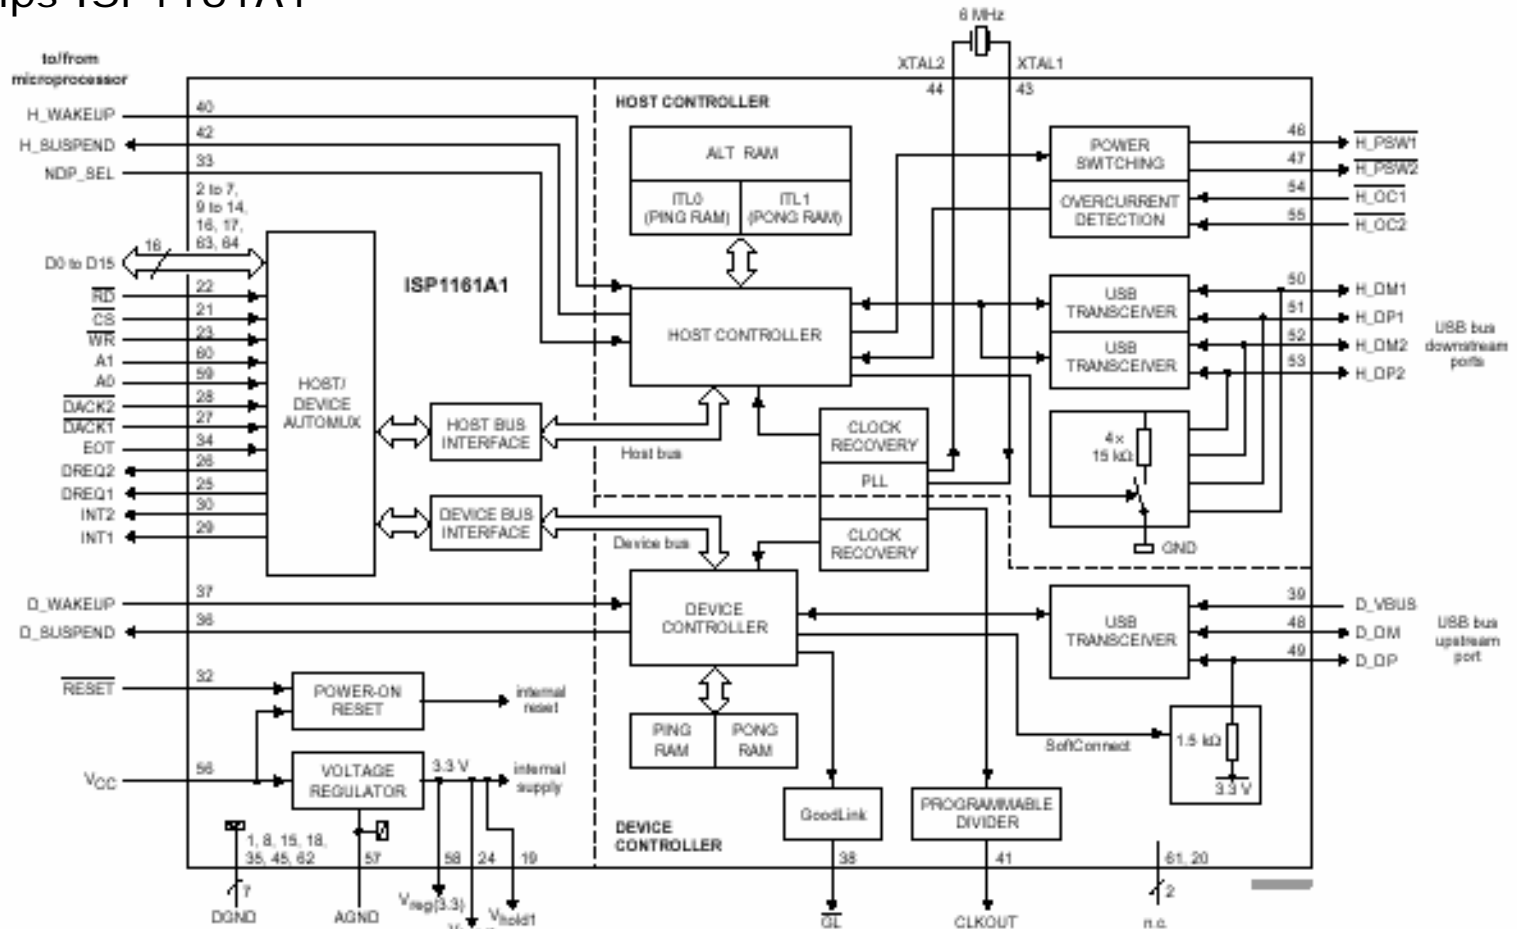 ISP1161A1
6 MHz
to/from
microprocessor
XTAL2
XTAL1
44
43
H_WAKEUP
40
H_SUSPEND
42
NDP_SEL
33
2 to 7,
9 to 14,
16, 17,
63, 64
D0 to D15
16
RD
22
CS
21
WR
23
A1
60
A0
59
DACK2
28
DACK1
27
EOT
34
DREQ2
26
DREQ1
25
INT2
30
INT1
29
HOST/
DEVICE
AUTOMUX
ISP1161A1
HOST BUS
INTERFACE
DEVICE BUS
INTERFACE
Host bus
Device bus
HOST CONTROLLER
ALT RAM
ITL0
(PING RAM)
ITL1
(PONG RAM)
HOST CONTROLLER
CLOCK
RECOVERY
PLL
CLOCK
RECOVERY
POWER
SWITCHING
OVERCURRENT
DETECTION
46
H_PSW1
47
H_PSW2
54
H_OC1
55
H_OC2
USB
TRANSCEIVER
USB
TRANSCEIVER
50
H_DM1
51
H_DP1
52
H_DM2
53
H_DP2
USB bus
downstream
ports
4×
15 kΩ
GND
D_WAKEUP
37
D_SUSPEND
36
DEVICE
CONTROLLER
PING
RAM
PONG
RAM
USB
TRANSCEIVER
39
D_VBUS
48
D_DM
49
D_DP
USB bus
upstream
port
SoftConnect
1.5 kΩ
3.3 V
RESET
32
POWER-ON
RESET
internal
reset
VCC
56
VOLTAGE
REGULATOR
3.3 V
internal
supply
GoodLink
PROGRAMMABLE
DIVIDER
DEVICE
CONTROLLER
1, 8, 15, 18,
35, 45, 62
57
58
24
19
38
41
61, 20
7
2
DGND
AGND
Vreg(3.3)
Vhold1
GL
CLKOUT
n.c.